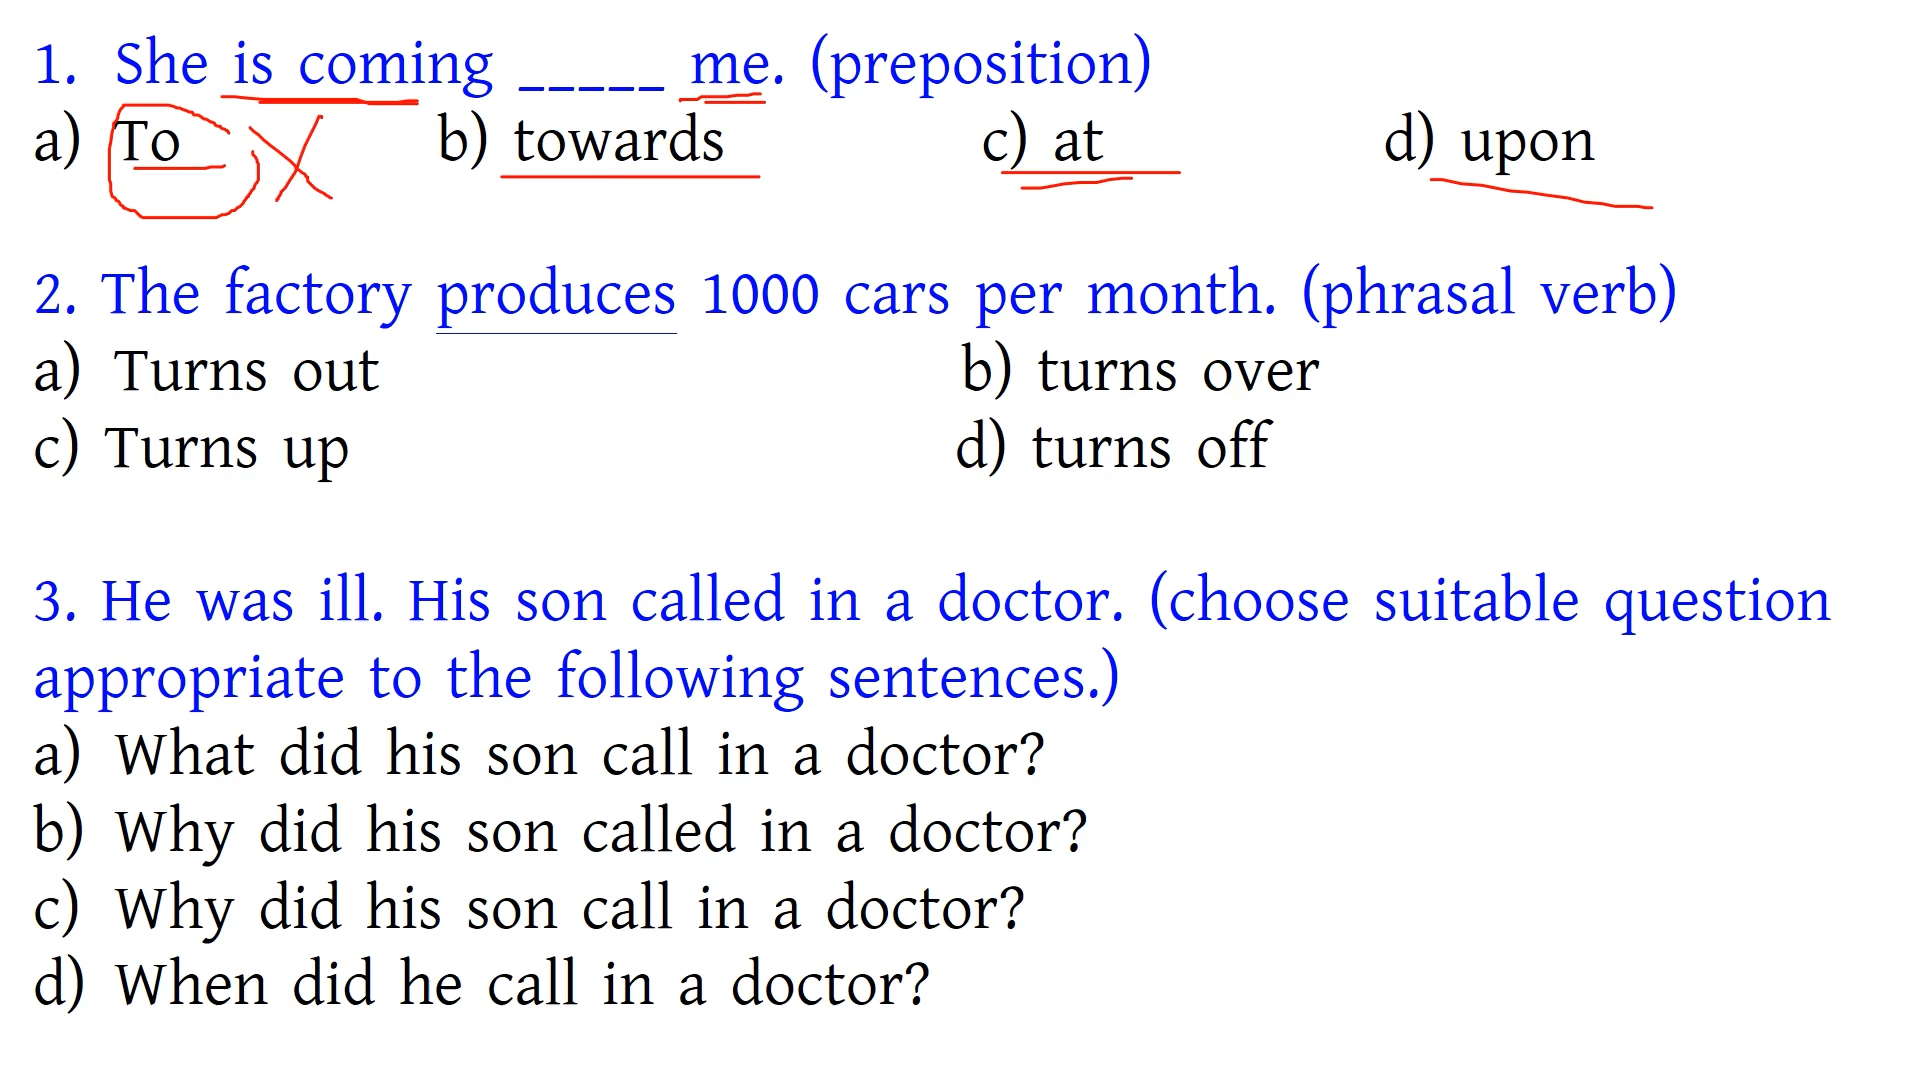 1. She is coming _____ me. (preposition)
a) To b) towards c) at d) upon
2. The factory produces 1000 cars per month. (phrasal verb)
a) Turns out b) turns over
c) Turns up d) turns off
3. He was ill. His son called in a doctor. (choose suitable question
appropriate to the following sentences.)
a) What did his son call in a doctor?
b) Why did his son called in a doctor?
c) Why did his son call in a doctor?
d) When did he call in a doctor?